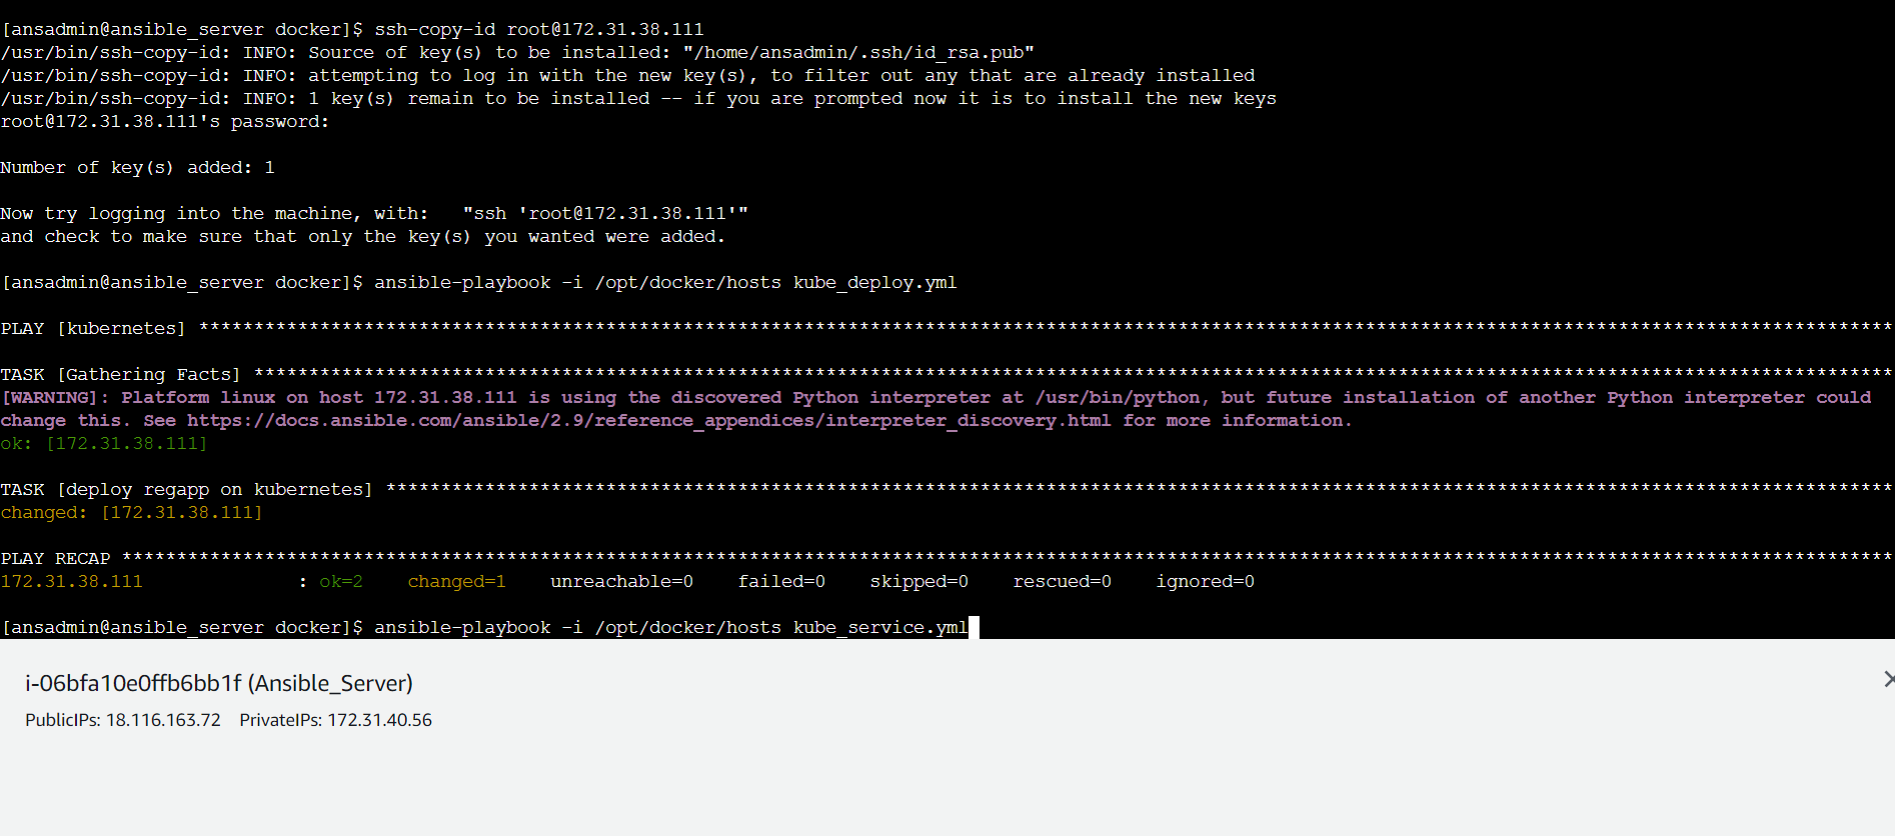 [ansadmin@ansible_server docker]$ ssh-copy-id root@172.31.38.111
/usr/bin/ssh-copy-id: INFO: Source of key(s) to be installed: "/home/ansadmin/.ssh/id_rsa.pub"
/usr/bin/ssh-copy-id: INFO: attempting to log in with the new key(s), to filter out any that are already installed
/usr/bin/ssh-copy-id: INFO: 1 key(s) remain to be installed -- if you are prompted now it is to install the new keys
root@172.31.38.111's password:
Number of key(s) added: 1
Now try logging into the machine, with:   "ssh 'root@172.31.38.111'"
and check to make sure that only the key(s) you wanted were added.
[ansadmin@ansible_server docker]$ ansible-playbook -i /opt/docker/hosts kube_deploy.yml
PLAY [kubernetes] **********************************************************************************************************************************************************
TASK [Gathering Facts] *****************************************************************************************************************************************************
[WARNING]: Platform linux on host 172.31.38.111 is using the discovered Python interpreter at /usr/bin/python, but future installation of another Python interpreter could
change this. See https://docs.ansible.com/ansible/2.9/reference_appendices/interpreter_discovery.html for more information.
ok: [172.31.38.111]
TASK [deploy regapp on kubernetes] *****************************************************************************************************************************************
changed: [172.31.38.111]
PLAY RECAP *****************************************************************************************************************************************************************
172.31.38.111              : ok=2    changed=1    unreachable=0    failed=0    skipped=0    rescued=0    ignored=0
[ansadmin@ansible_server docker]$ ansible-playbook -i /opt/docker/hosts kube_service.yml
i-06bfa10e0ffb6bb1f (Ansible_Server)
PublicIPs: 18.116.163.72    PrivateIPs: 172.31.40.56